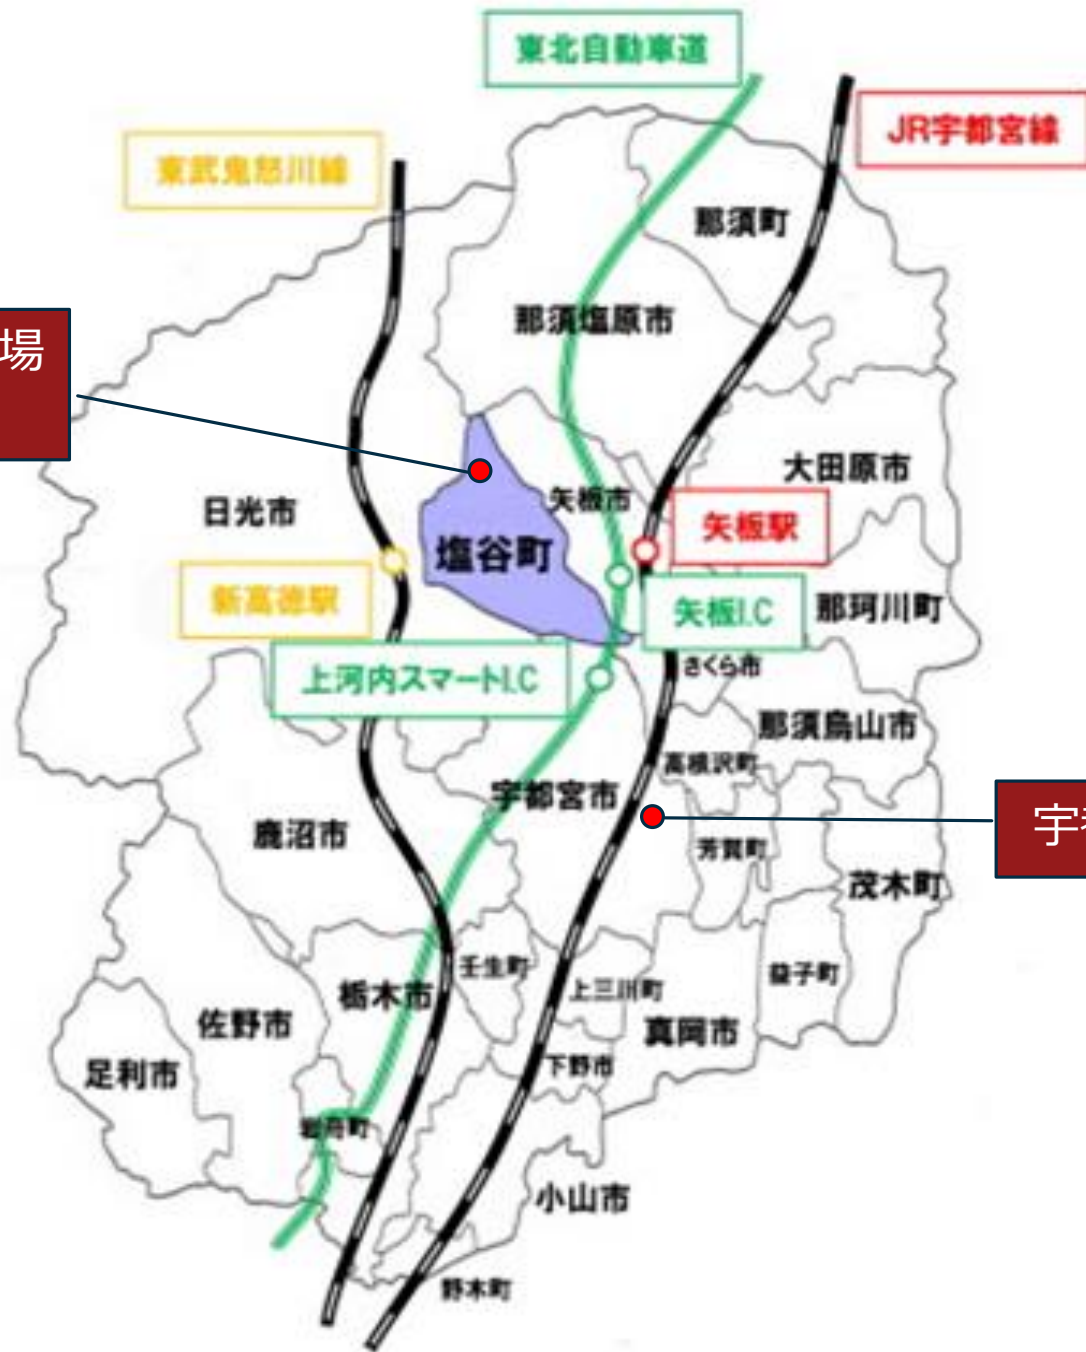 東北自動車道
JR宇都宮線
東武鬼怒川線
那須町
那須塩原市
場
大田原市
矢板市
日光市
矢板駅
塩谷町
新高徳駅
矢板I.C
那珂川町
上河内スマートI.C
さくら市
那須烏山市
高根沢町
宇都宮市
鹿沼市
芳賀町
宇都
茂木町
壬生町
益子町
上三川町
栃木市
佐野市
真岡市
下野市
足利市
岩舟町
小山市
野木町